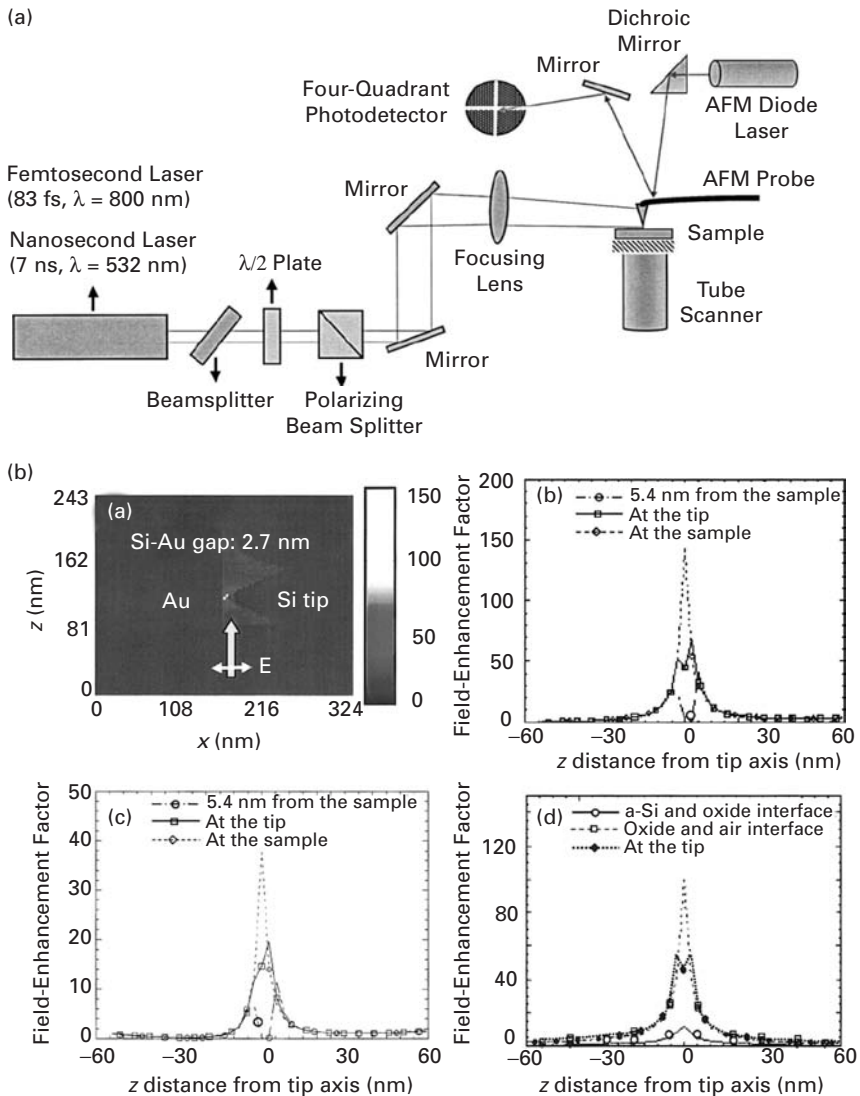 (a)
Dichroic
Mirror
Mirror
Four-Quadrant
Photodetector
AFM Diode
Laser
Femtosecond Laser
(83 fs, λ = 800 nm)
Mirror
AFM Probe
Nanosecond Laser
(7 ns, λ = 532 nm)
λ/2 Plate
Sample
Focusing
Lens
Tube
Scanner
Mirror
Beamsplitter
Polarizing
Beam Splitter
(b)
243
162
81
0
z (nm)
(a)
Si-Au gap: 2.7 nm
Au
Si tip
E
0 108 216 324
x (nm)
150
100
50
0
(b)
5.4 nm from the sample
At the tip
At the sample
200
150
100
50
0
Field-Enhancement Factor
−60 −30 0 30 60
z distance from tip axis (nm)
(c)
5.4 nm from the sample
At the tip
At the sample
50
40
30
20
10
0
Field-Enhancement Factor
−60 −30 0 30 60
z distance from tip axis (nm)
(d)
a-Si and oxide interface
Oxide and air interface
At the tip
120
80
40
0
Field-Enhancement Factor
−60 −30 0 30 60
z distance from tip axis (nm)